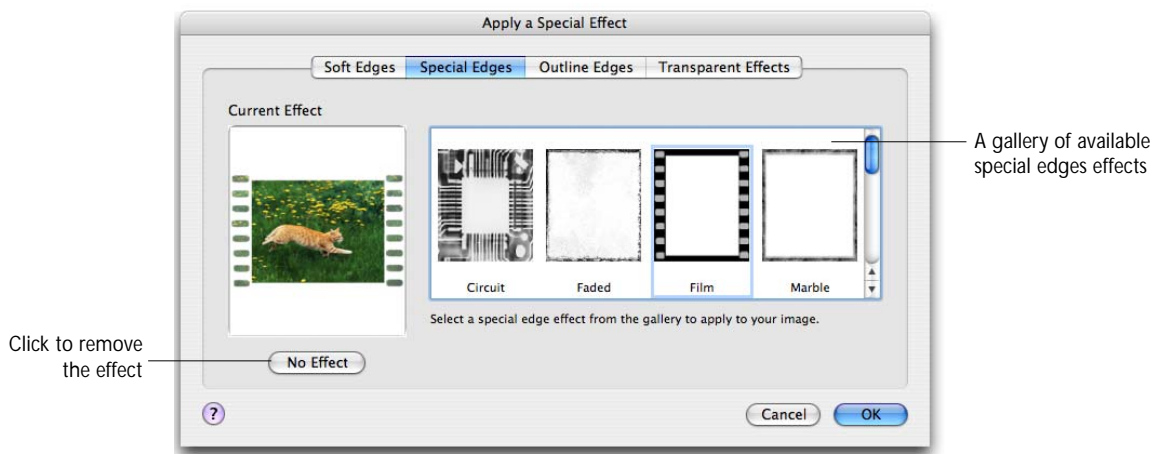 Apply a Special Effect
Soft Edges Special Edges Outline Edges Transparent Effects
Current Effect
A gallery of available
special edges effects
Circuit Faded Film Marble
Select a special edge effect from the gallery to apply to your image.
Click to remove
the effect
No Effect
? Cancel OK